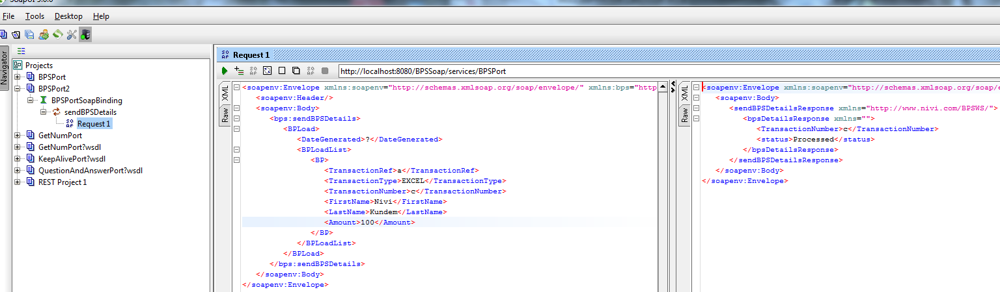 SoapUI 5.0.0
File Tools Desktop Help
Navigator
Projects
BPSPort
BPSPort2
BPSPortSoapBinding
sendBPSDetails
Request 1
GetNumPort
GetNumPort?wsdl
KeepAlivePort?wsdl
QuestionAndAnswerPort?wsdl
REST Project 1
Request 1
http://localhost:8080/BPSSoap/services/BPSPort
XML
Raw
<soapenv:Envelope xmlns:soapenv="http://schemas.xmlsoap.org/soap/envelope/" xmlns:bps="http
<soapenv:Header/>
<soapenv:Body>
<bps:sendBPSDetails>
<BPLoad>
<DateGenerated>?</DateGenerated>
<BPLoadList>
<BP>
<TransactionRef>a</TransactionRef>
<TransactionType>EXCEL</TransactionType>
<TransactionNumber>c</TransactionNumber>
<FirstName>Nivi</FirstName>
<LastName>Kundem</LastName>
<Amount>100</Amount>
</BP>
</BPLoadList>
</BPLoad>
</bps:sendBPSDetails>
</soapenv:Body>
</soapenv:Envelope>
XML
Raw
<soapenv:Envelope xmlns:soapenv="http://schemas.xmlsoap.org/soap/e
<soapenv:Body>
<sendBPSDetailsResponse xmlns="http://www.nivi.com/BPSWS/">
<bpsDetailsResponse xmlns="">
<TransactionNumber>c</TransactionNumber>
<status>Processed</status>
</bpsDetailsResponse>
</sendBPSDetailsResponse>
</soapenv:Body>
</soapenv:Envelope>